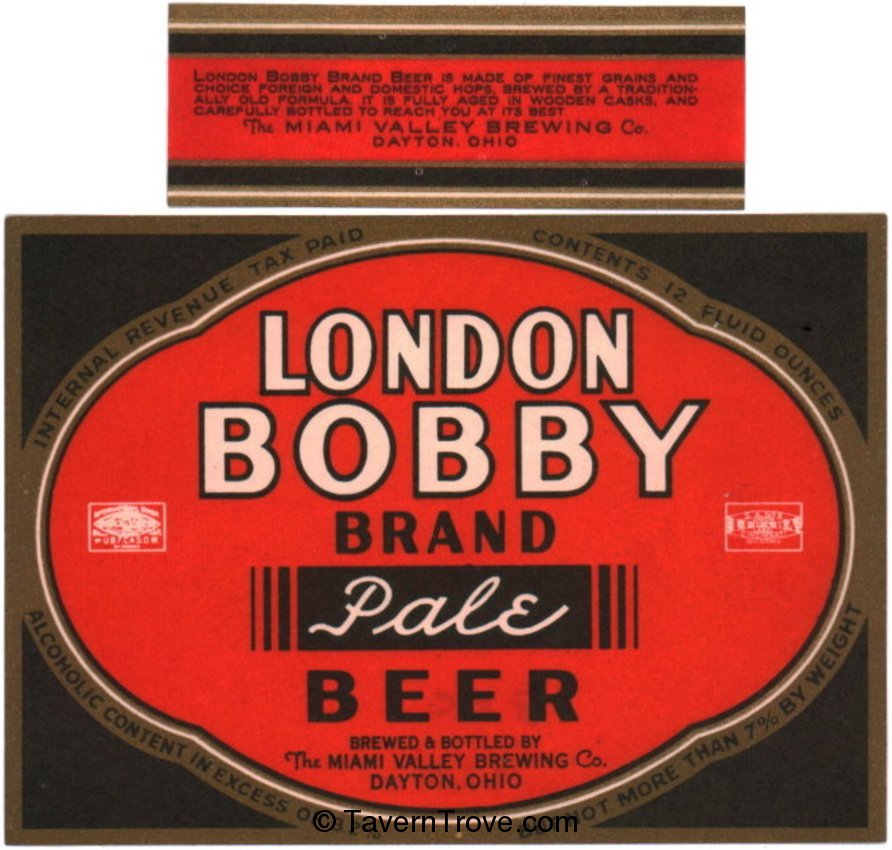 LONDON BOBBY BRAND BEER IS MADE OF FINEST GRAINS AND
CHOICE FOREIGN AND DOMESTIC HOPS, BREWED BY A TRADITION-
ALLY OLD FORMULA. IT IS FULLY AGED IN WOODEN CASKS, AND
CAREFULLY BOTTLED TO REACH YOU AT ITS BEST
The MIAMI VALLEY BREWING Co.
DAYTON, OHIO
INTERNAL REVENUE TAX PAID
CONTENTS 12 FLUID OUNCES
LONDON
BOBBY
BRAND
Pale
BEER
BREWED & BOTTLED BY
The MIAMI VALLEY BREWING Co.
DAYTON, OHIO
ALCOHOLIC CONTENT IN EXCESS
NOT MORE THAN 7% BY WEIGHT
© TavernTrove.com